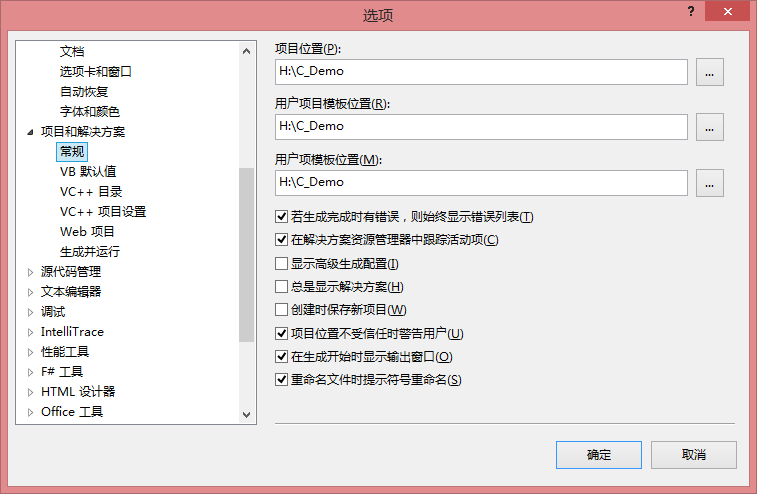 选项
?
文档
选项卡和窗口
自动恢复
字体和颜色
项目和解决方案
常规
VB 默认值
VC++ 目录
VC++ 项目设置
Web 项目
生成并运行
源代码管理
文本编辑器
调试
IntelliTrace
性能工具
F# 工具
HTML 设计器
Office 工具
项目位置(P):
H:\C_Demo
...
用户项目模板位置(R):
H:\C_Demo
...
用户项模板位置(M):
H:\C_Demo
...
若生成完成时有错误，则始终显示错误列表(T)
在解决方案资源管理器中跟踪活动项(C)
显示高级生成配置(I)
总是显示解决方案(H)
创建时保存新项目(W)
项目位置不受信任时警告用户(U)
在生成开始时显示输出窗口(O)
重命名文件时提示符号重命名(S)
确定
取消